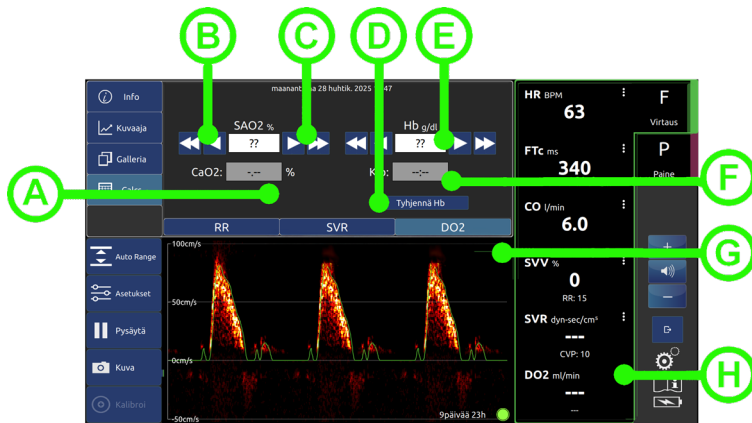 B
C
D
E
A
F
G
H
Info
Kuvaaja
Galleria
28 huhtik. 2025
SAO2 %
??
Hb g/dl
??
CaO2:
-.--
%
--:--
Tyhjennä Hb
RR
SVR
DO2
Auto Range
Asetukset
Pysäytä
Kuva
Kalibroi
100cm/s
50cm/s
0cm/s
-50cm/s
9päivää 23h
HR BPM
63
FTc ms
340
CO l/min
6.0
SVV %
0
RR: 15
SVR dyn-sec/cm⁵
---
CVP: 10
DO2 ml/min
---
---
F
Virtaus
P
Paine
+
−